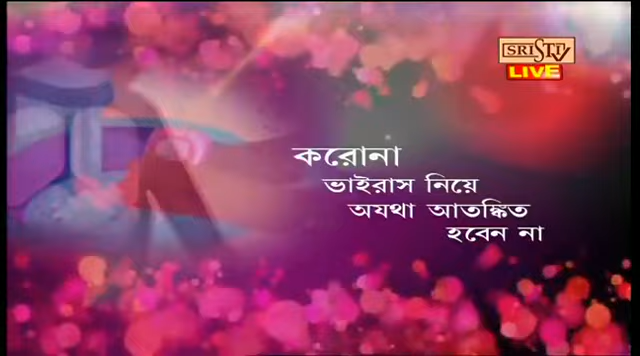 SRISTI TV
LIVE
করোনা
ভাইরাস নিয়ে
অযথা আতঙ্কিত
হবেন না